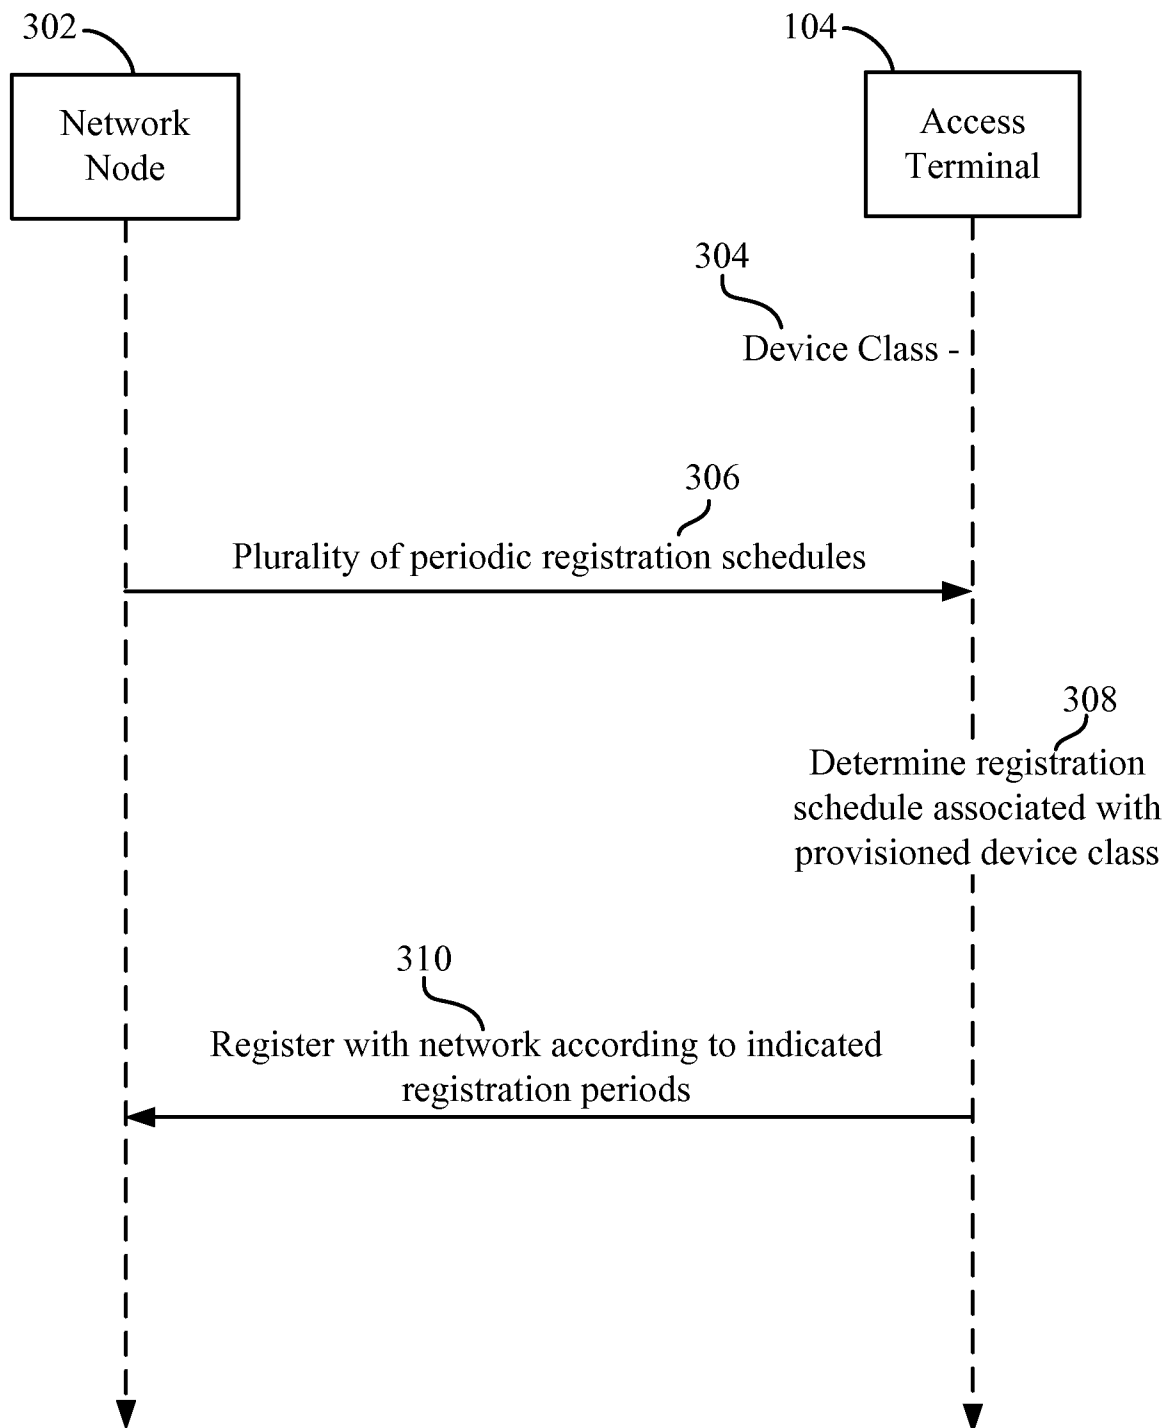 302
104
Network
Node
Access
Terminal
304
Device Class -
306
Plurality of periodic registration schedules
308
Determine registration
schedule associated with
provisioned device class
310
Register with network according to indicated
registration periods